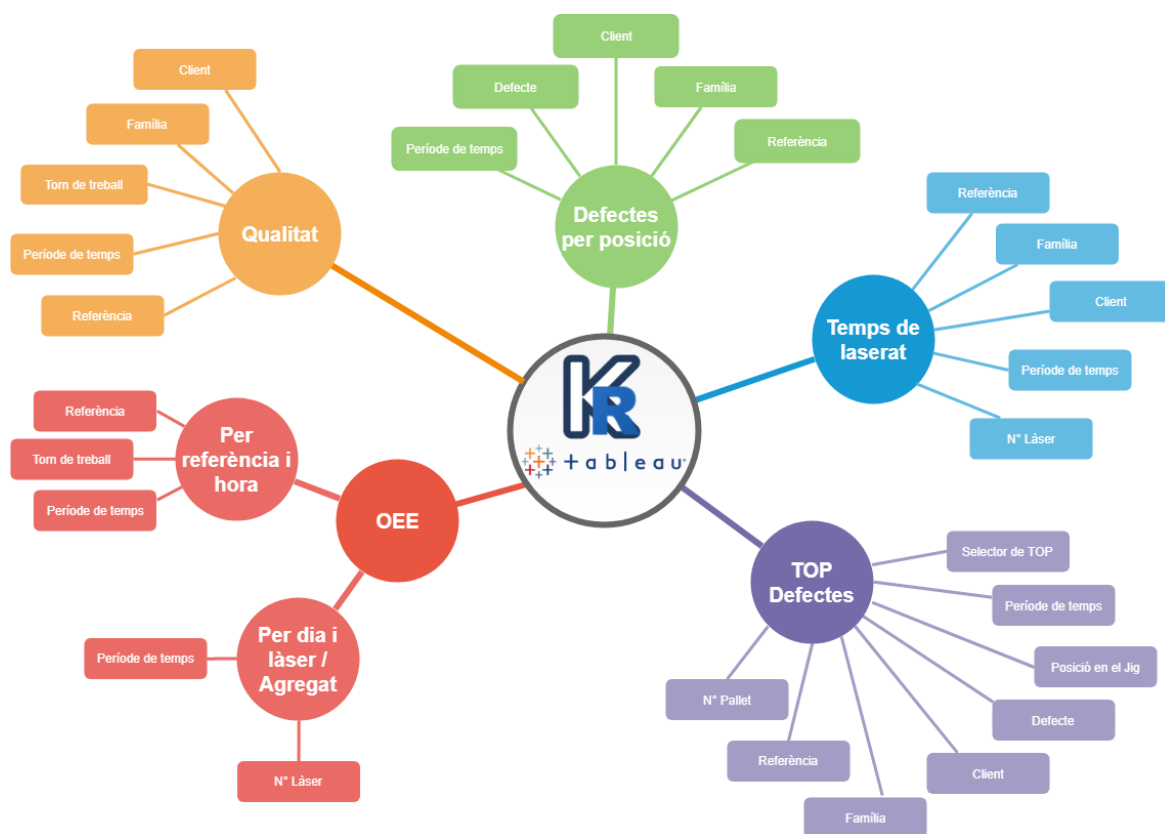 Client
Família
Torn de treball
Període de temps
Referència
Qualitat
Client
Defecte
Família
Període de temps
Referència
Defectes
per posició
Referència
Família
Client
Període de temps
N° Làser
Temps de
laserat
KR
+ableau
Referència
Torn de treball
Període de temps
Per
referència i
hora
OEE
Per dia i
làser /
Agregat
Període de temps
N° Làser
TOP
Defectes
Selector de TOP
Període de temps
Posició en el Jig
Defecte
Client
Família
Referència
N° Pallet